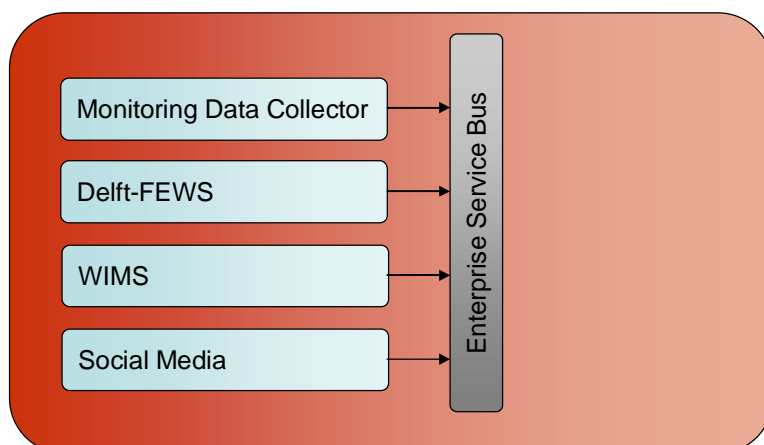 Monitoring Data Collector
Delft-FEWS
WIMS
Social Media
Enterprise Service Bus